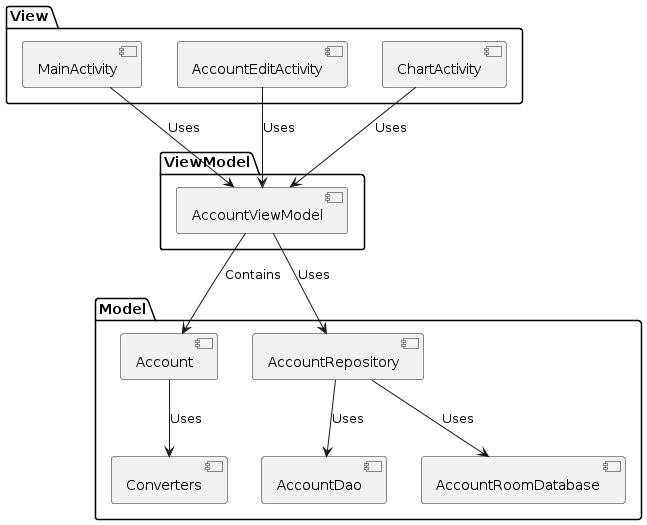 View
MainActivity
AccountEditActivity
ChartActivity
Uses
Uses
Uses
ViewModel
AccountViewModel
Contains
Uses
Model
Account
AccountRepository
Uses
Uses
Uses
Converters
AccountDao
AccountRoomDatabase